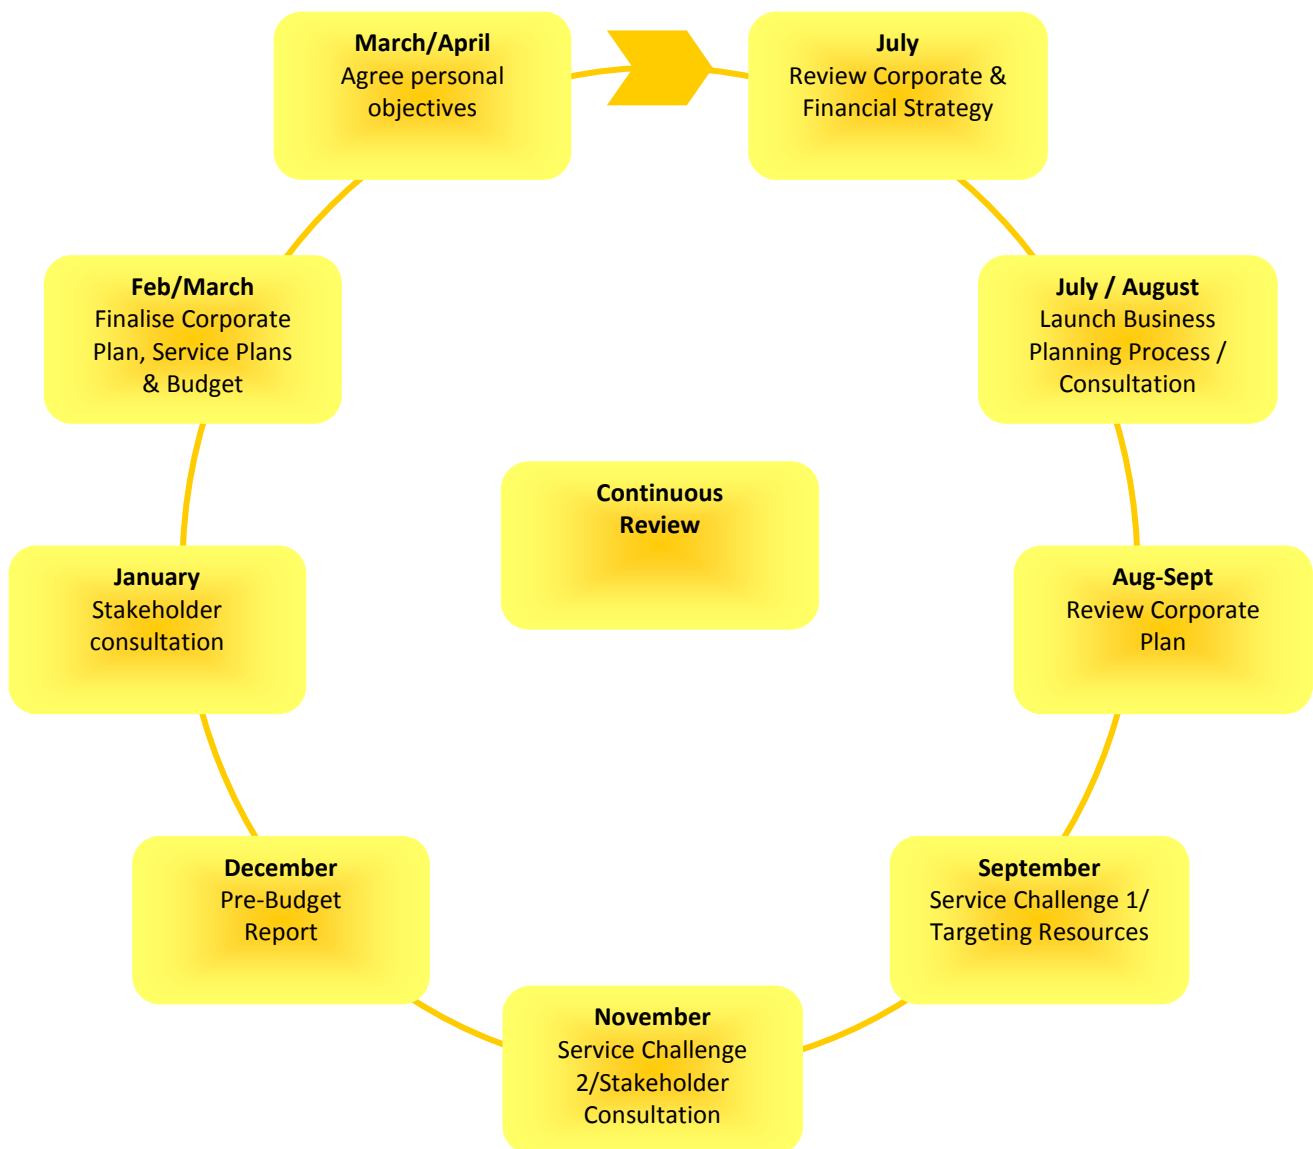 March/April
Agree personal
objectives
July
Review Corporate &
Financial Strategy
Feb/March
Finalise Corporate
Plan, Service Plans
& Budget
July / August
Launch Business
Planning Process /
Consultation
Continuous
Review
January
Stakeholder
consultation
Aug-Sept
Review Corporate
Plan
December
Pre-Budget
Report
September
Service Challenge 1/
Targeting Resources
November
Service Challenge
2/Stakeholder
Consultation